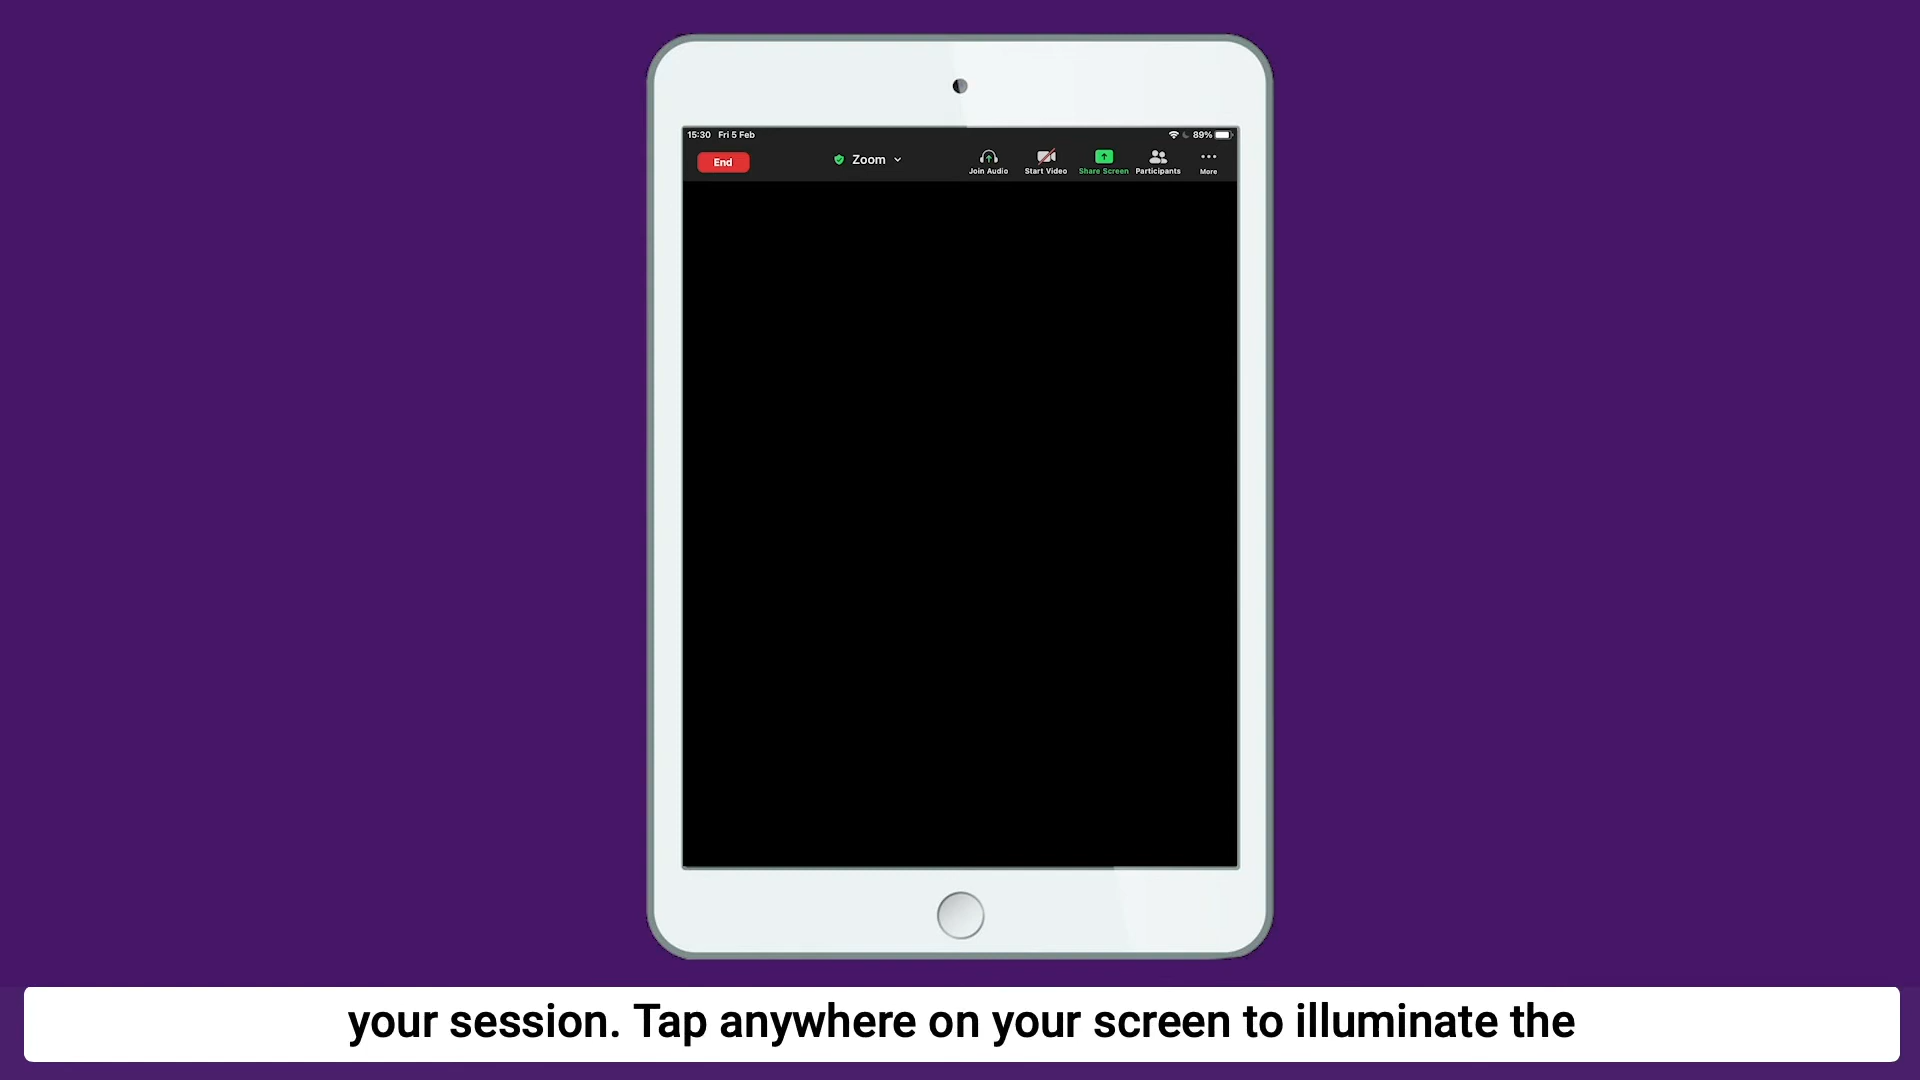 15:30 Fri 5 Feb 89%
End Zoom Join Audio Start Video Share Screen Participants More
your session. Tap anywhere on your screen to illuminate the